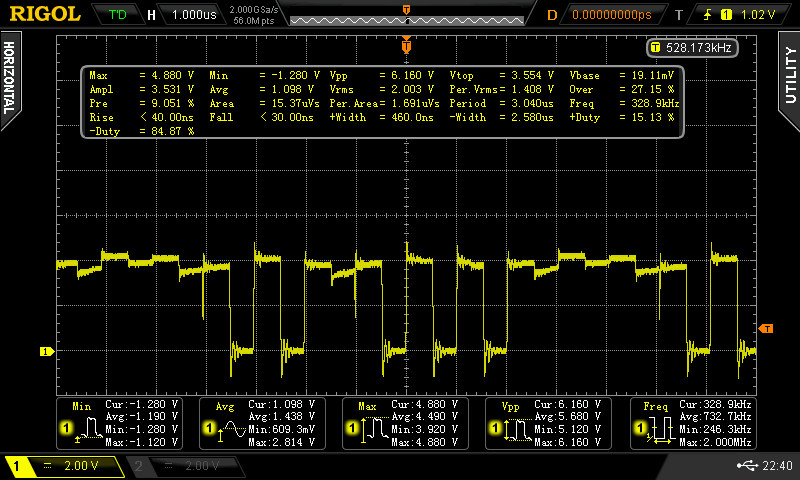 RIGOL T'D H 1.000us 2.000GSa/s 56.0M pts D 0.00000000ps T 1 1.02 V
HORIZONTAL
UTILITY
T
T 528.173kHz
Max = 4.880 V Min = -1.280 V Vpp = 6.160 V Vtop = 3.554 V Vbase = 19.11mV
Ampl = 3.531 V Avg = 1.098 V Vrms = 2.003 V Per.Vrms= 1.408 V Over = 27.15 %
Pre = 9.051 % Area = 15.37uVs Per.Area= 1.691uVs Period = 3.040us Freq = 328.9kHz
Rise < 40.00ns Fall < 30.00ns +Width = 460.0ns -Width = 2.580us +Duty = 15.13 %
-Duty = 84.87 %
T
1
Min Cur:-1.280 V
Avg:-1.190 V
1 Min:-1.280 V
Max:-1.120 V
Avg Cur:1.098 V
Avg:1.438 V
1 Min:609.3mV
Max:2.814 V
Max Cur:4.880 V
Avg:4.490 V
1 Min:3.920 V
Max:4.880 V
Vpp Cur:6.160 V
Avg:5.680 V
1 Min:5.120 V
Max:6.160 V
Freq Cur:328.9kHz
Avg:732.7kHz
1 Min:246.3kHz
Max:2.000MHz
1 2.00 V 2 2.00 V 22:40